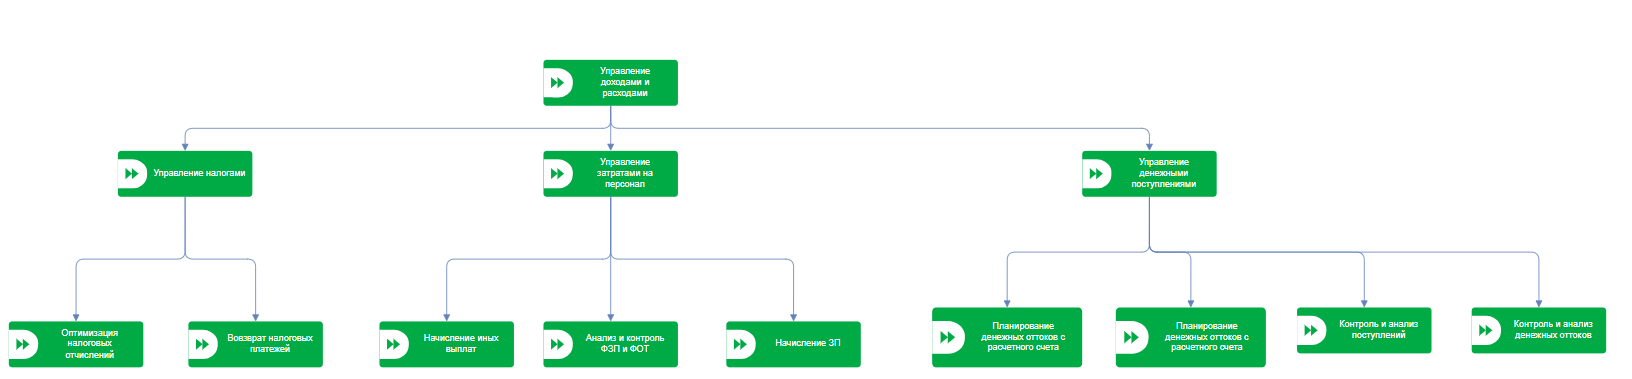 Управление
доходами и
расходами
Управление налогами
Управление
затратами на
персонал
Управление
денежными
поступлениями
Оптимизация
налоговых
отчислений
Вовзврат налоговых
платежей
Начисление иных
выплат
Анализ и контроль
ФЗП и ФОТ
Начисление ЗП
Планирование
денежных оттоков с
расчетного счета
Планирование
денежных оттоков с
расчетного счета
Контроль и анализ
поступлений
Контроль и анализ
денежных оттоков